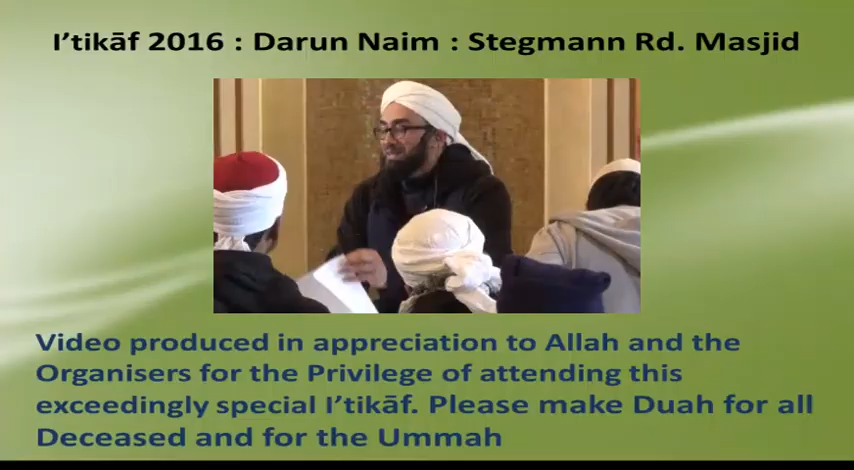 I’tikāf 2016 : Darun Naim : Stegmann Rd. Masjid
Video produced in appreciation to Allah and the
Organisers for the Privilege of attending this
exceedingly special I’tikāf. Please make Duah for all
Deceased and for the Ummah